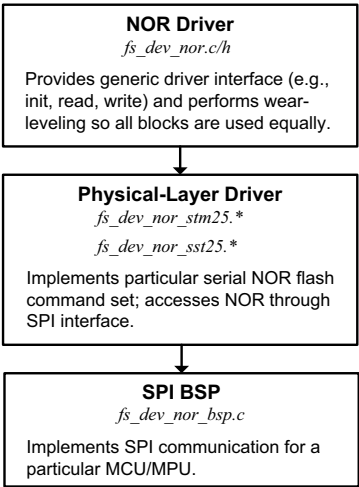 NOR Driver
fs_dev_nor.c/h
Provides generic driver interface (e.g.,
init, read, write) and performs wear-
leveling so all blocks are used equally.
Physical-Layer Driver
fs_dev_nor_stm25.*
fs_dev_nor_sst25.*
Implements particular serial NOR flash
command set; accesses NOR through
SPI interface.
SPI BSP
fs_dev_nor_bsp.c
Implements SPI communication for a
particular MCU/MPU.